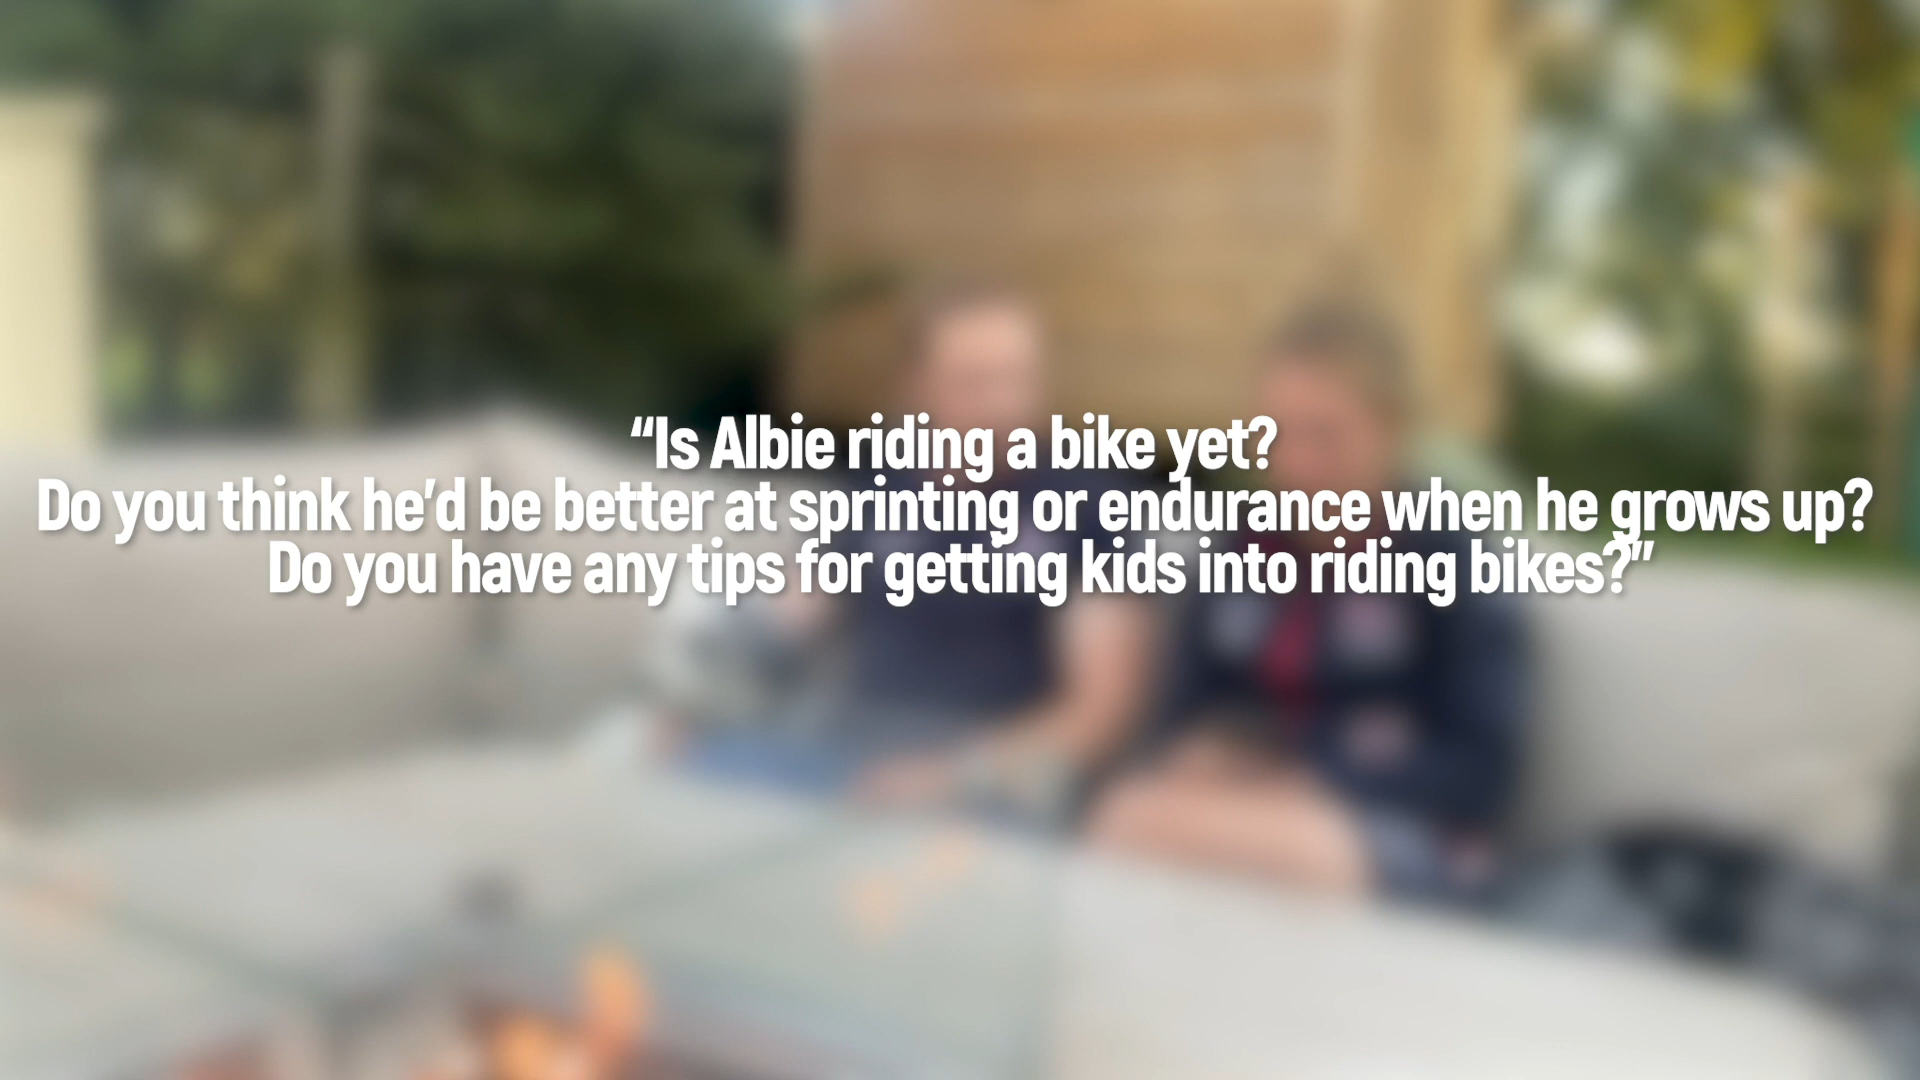 “Is Albie riding a bike yet?
Do you think he’d be better at sprinting or endurance when he grows up?
Do you have any tips for getting kids into riding bikes?”